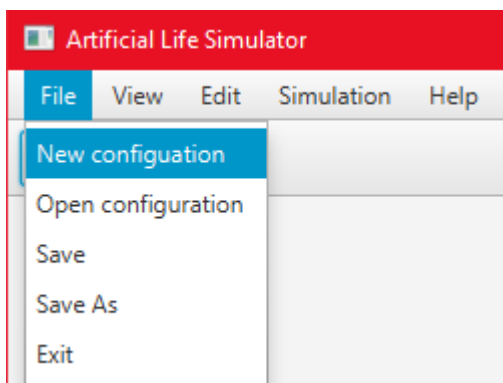 Artificial Life Simulator
File View Edit Simulation Help
New configuation
Open configuration
Save
Save As
Exit